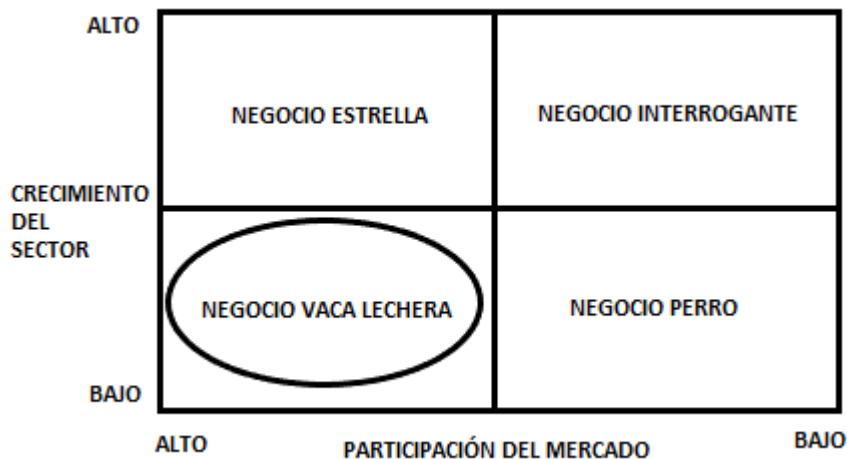 ALTO
NEGOCIO ESTRELLA
NEGOCIO INTERROGANTE
CRECIMIENTO
DEL
SECTOR
NEGOCIO VACA LECHERA
NEGOCIO PERRO
BAJO
ALTO
PARTICIPACIÓN DEL MERCADO
BAJO